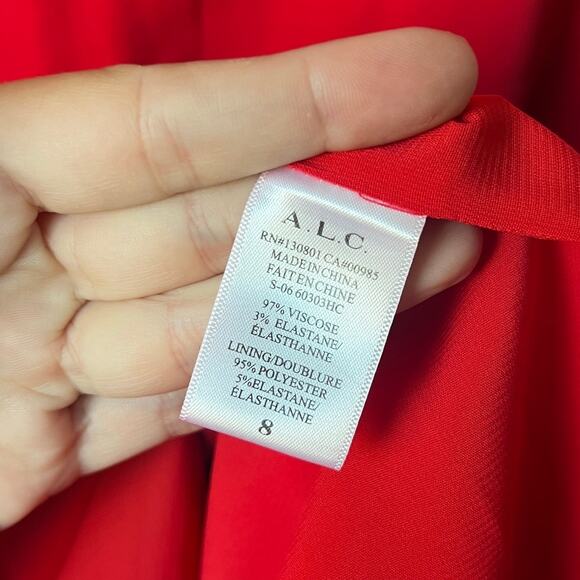 A.L.C.
RN#130801 CA#00985
MADE IN CHINA
FAIT EN CHINE
S-06 60303HC
97% VISCOSE
3% ELASTANE/
ÉLASTHANNE
LINING/DOUBLURE
95% POLYESTER
5%ELASTANE/
ÉLASTHANNE
8